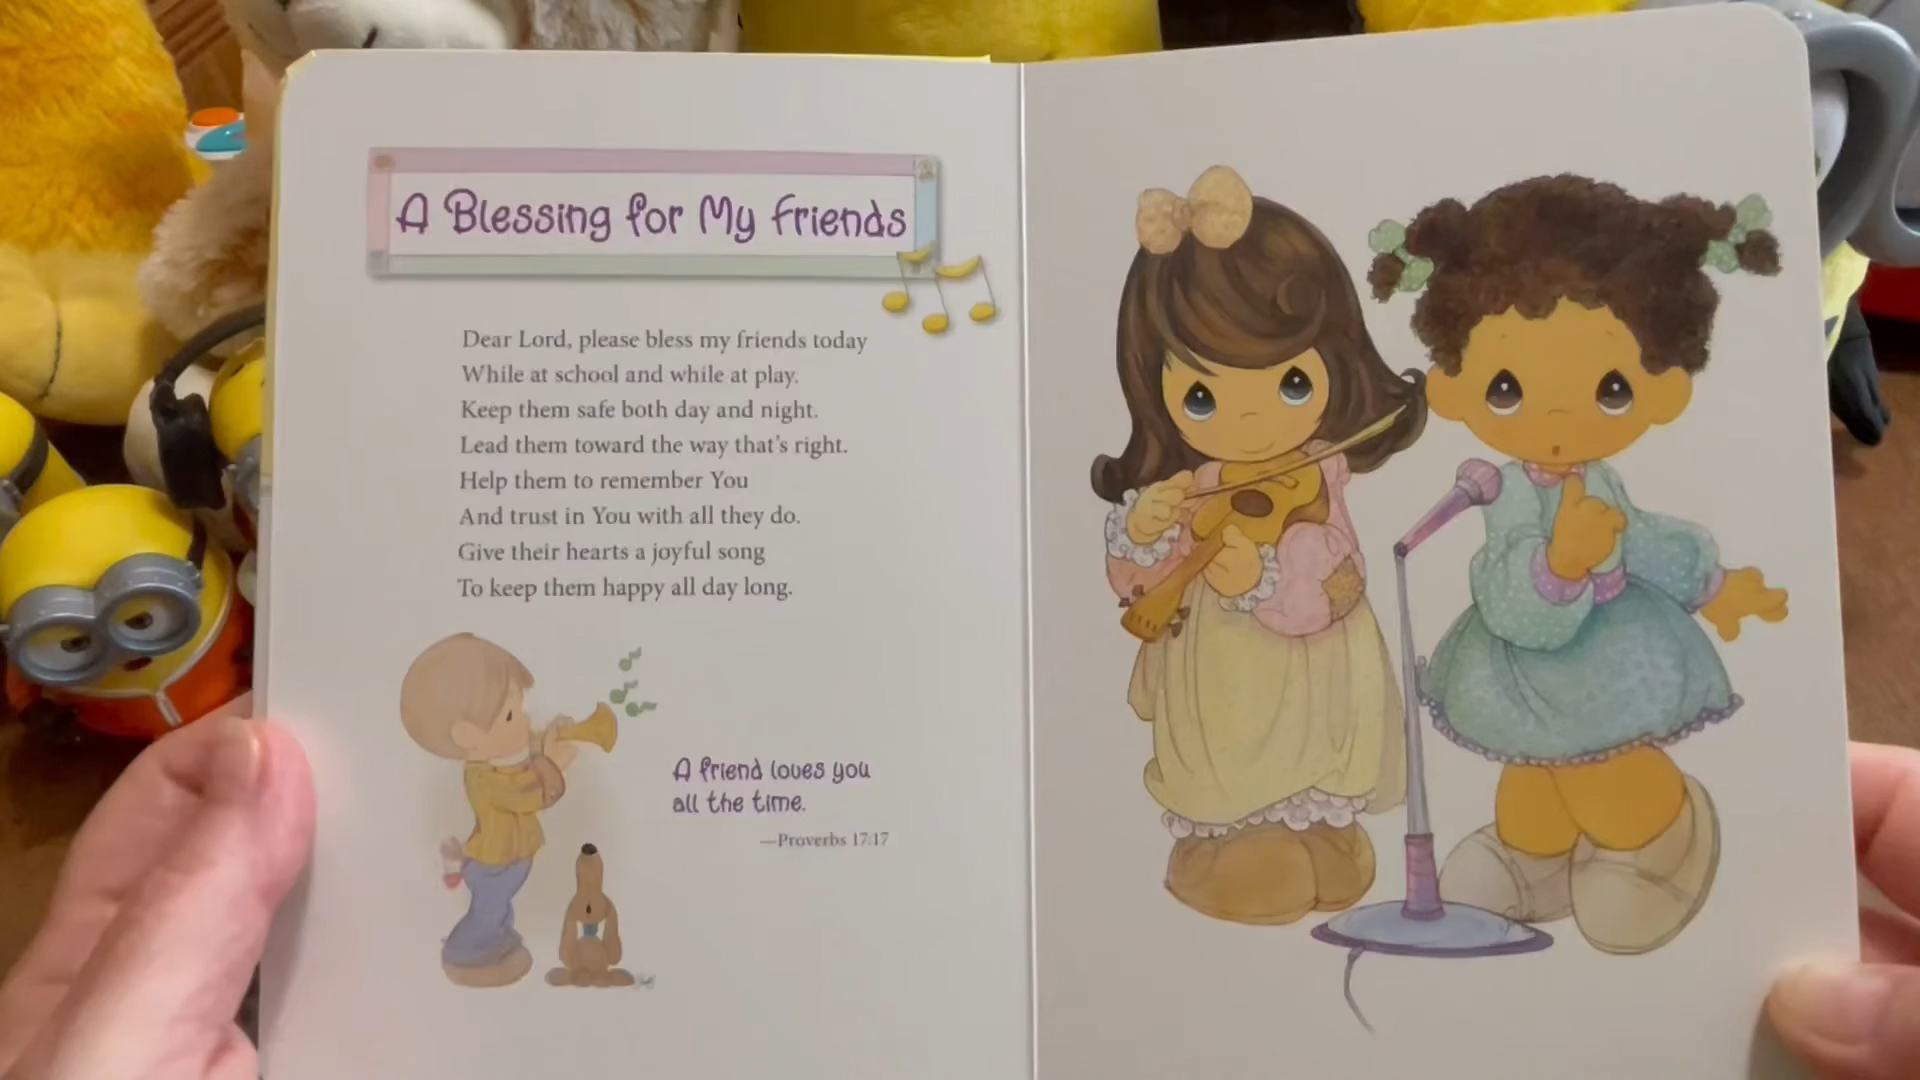 A Blessing for My Friends
Dear Lord, please bless my friends today
While at school and while at play.
Keep them safe both day and night.
Lead them toward the way that's right.
Help them to remember You
And trust in You with all they do.
Give their hearts a joyful song
To keep them happy all day long.
A friend loves you
all the time.
—Proverbs 17:17